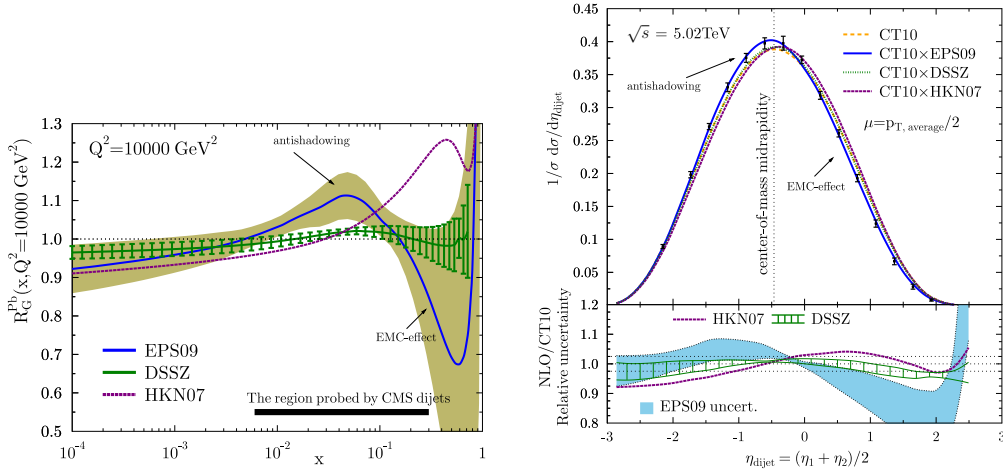 1.3
1.2
1.1
1.0
0.9
0.8
0.7
0.6
0.5
R_G^Pb (x,Q²=10000 GeV²)
Q²=10000 GeV²
antishadowing
EMC-effect
EPS09
DSSZ
HKN07
The region probed by CMS dijets
10⁻⁴
10⁻³
10⁻²
10⁻¹
1
x
0.45
0.4
0.35
0.3
0.25
0.2
0.15
0.1
0.05
1/σ dσ/dη_dijet
√s = 5.02TeV
antishadowing
center-of-mass midrapidity
CT10
CT10×EPS09
CT10×DSSZ
CT10×HKN07
μ=p_T, average/2
EMC-effect
1.2
1.1
1.0
0.9
0.8
NLO/CT10
Relative uncertainty
HKN07
DSSZ
EPS09 uncert.
-3
-2
-1
0
1
2
3
η_dijet = (η₁ + η₂)/2